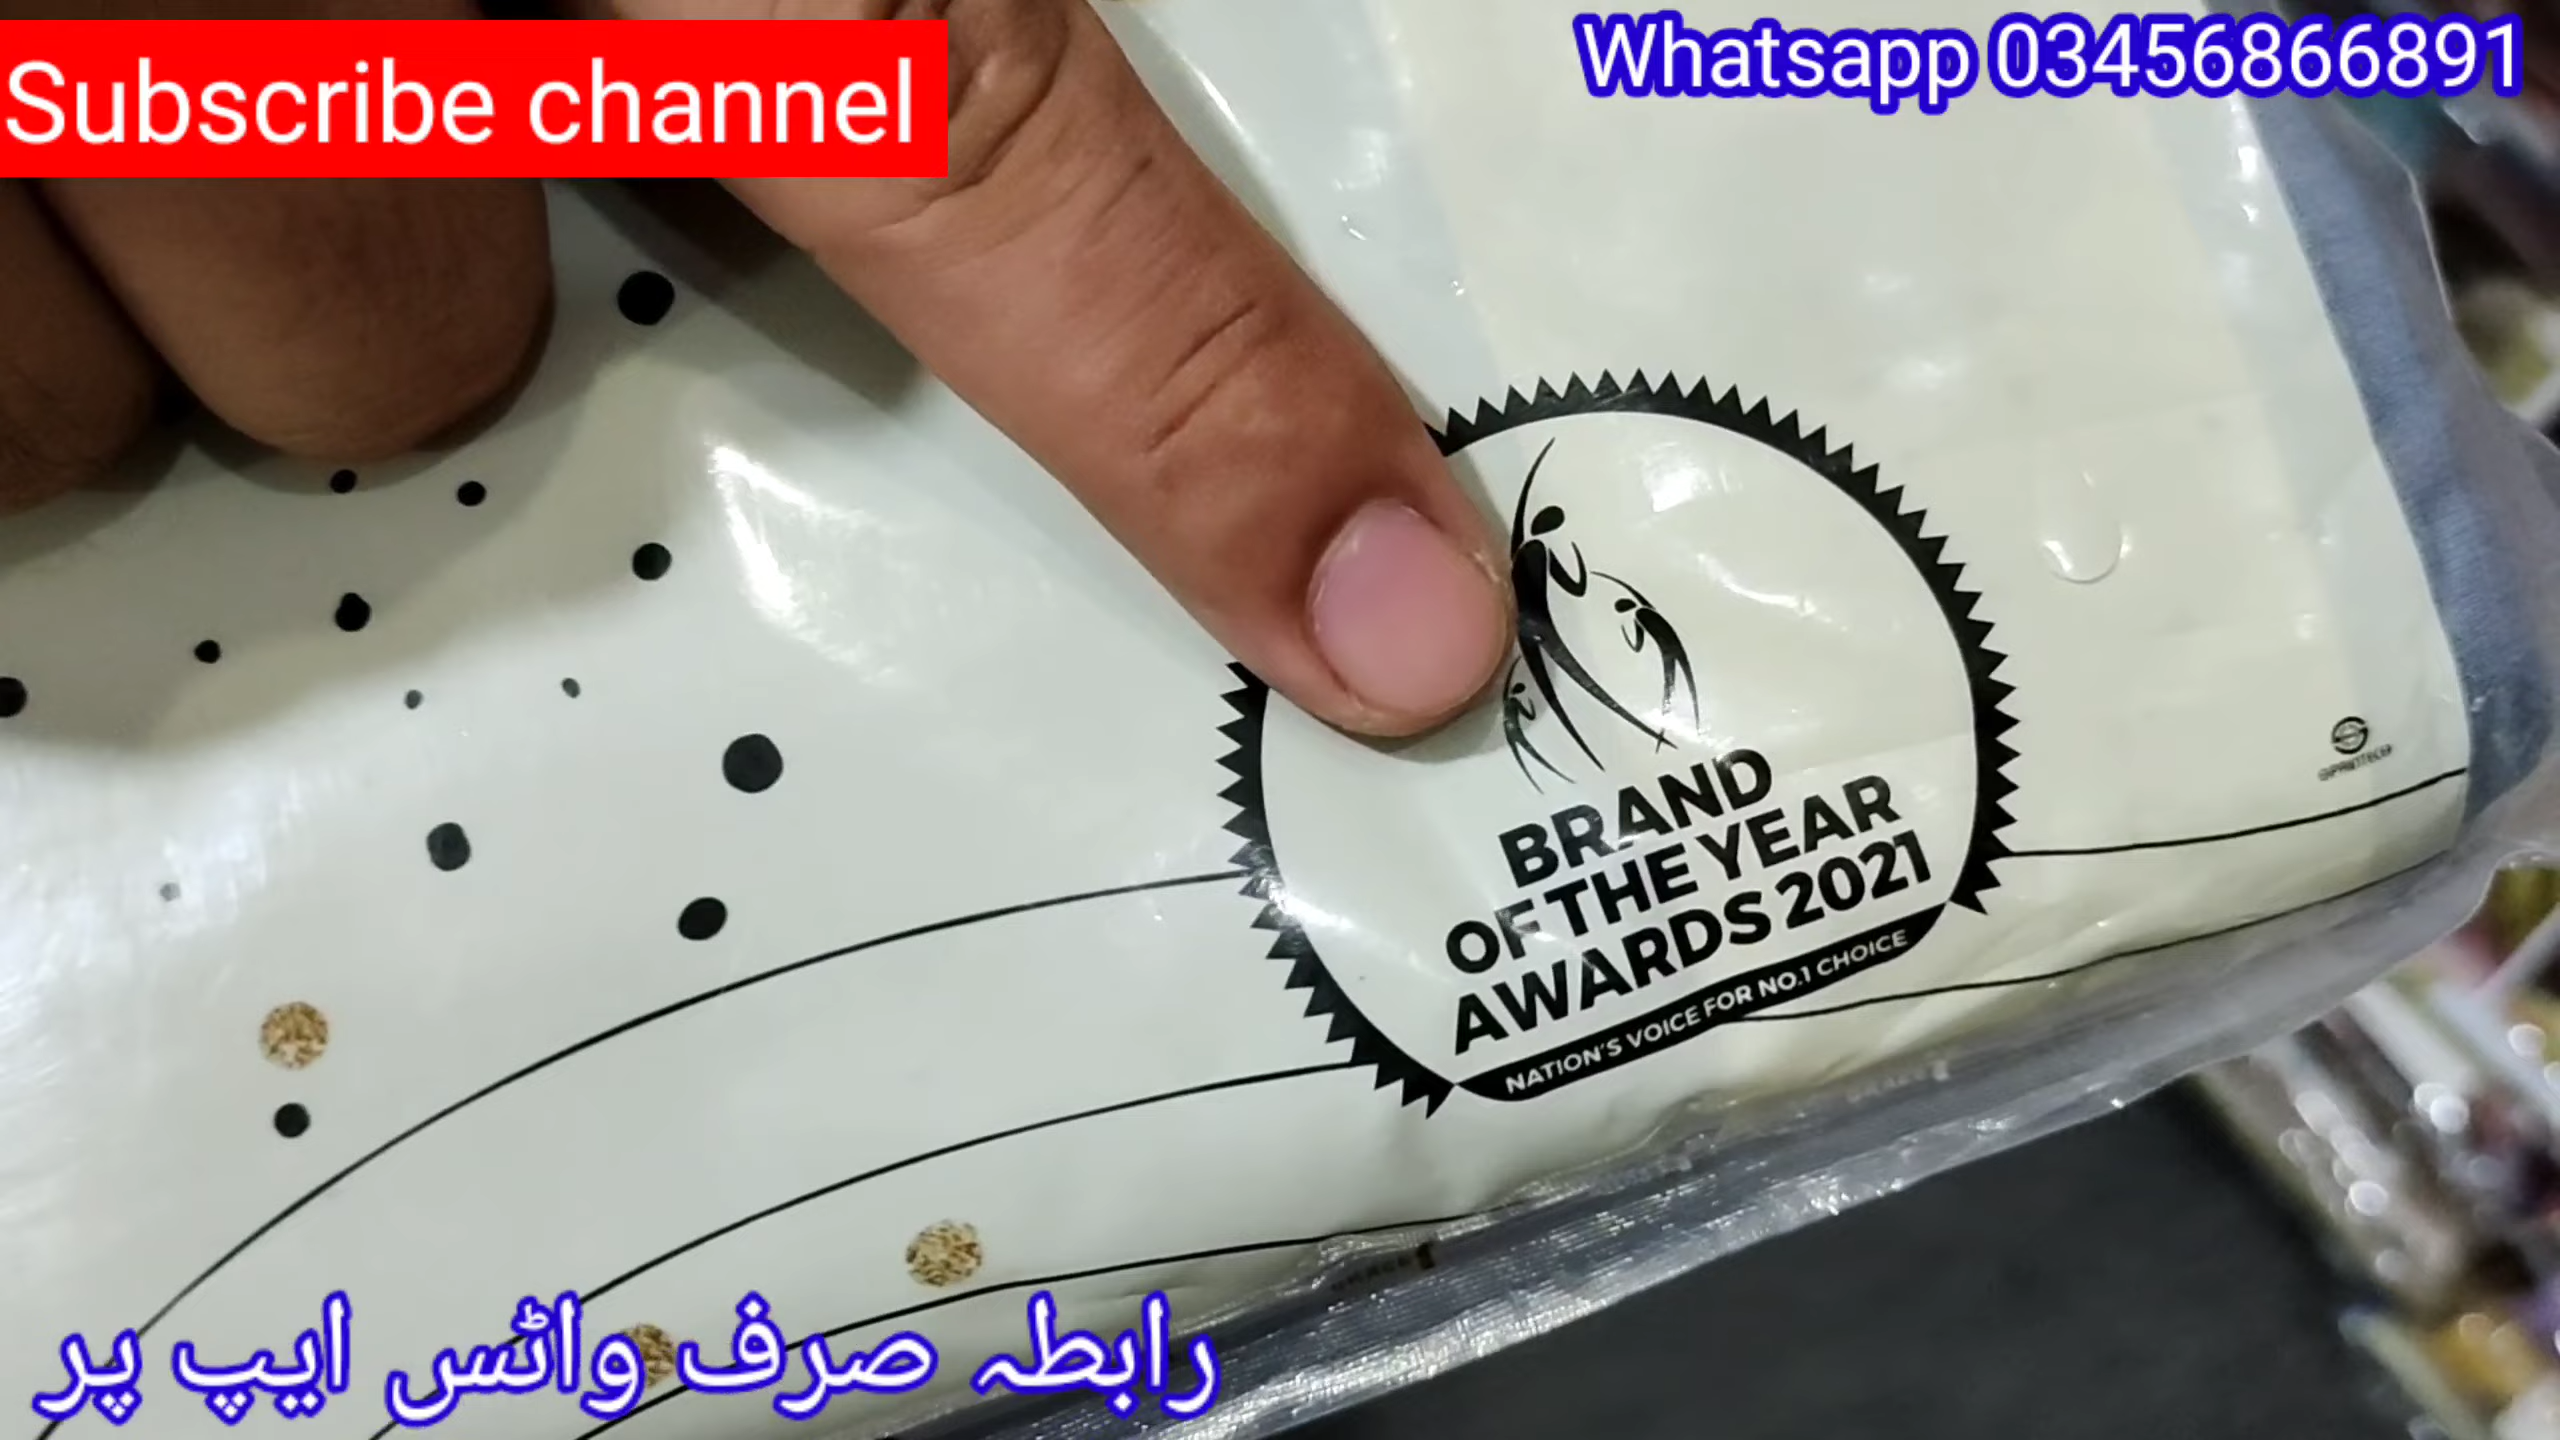 Subscribe channel
Whatsapp 03456866891
BRAND
OF THE YEAR
AWARDS 2021
NATION'S VOICE FOR NO.1 CHOICE
رابطہ صرف واٹس ایپ پر